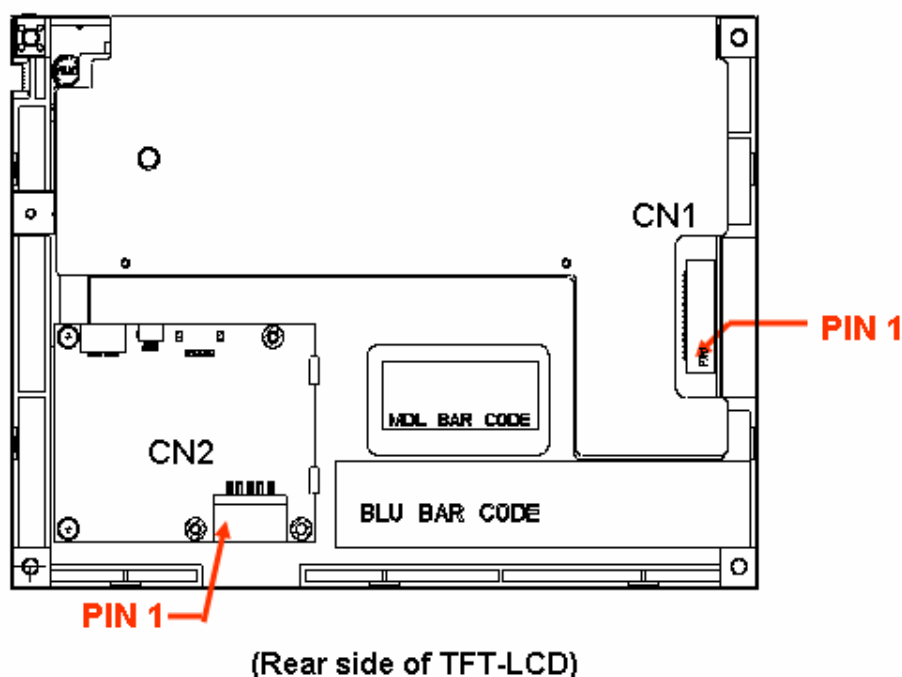 CN1
PIN 1
MDL BAR CODE
CN2
BLU BAR CODE
PIN 1
(Rear side of TFT-LCD)